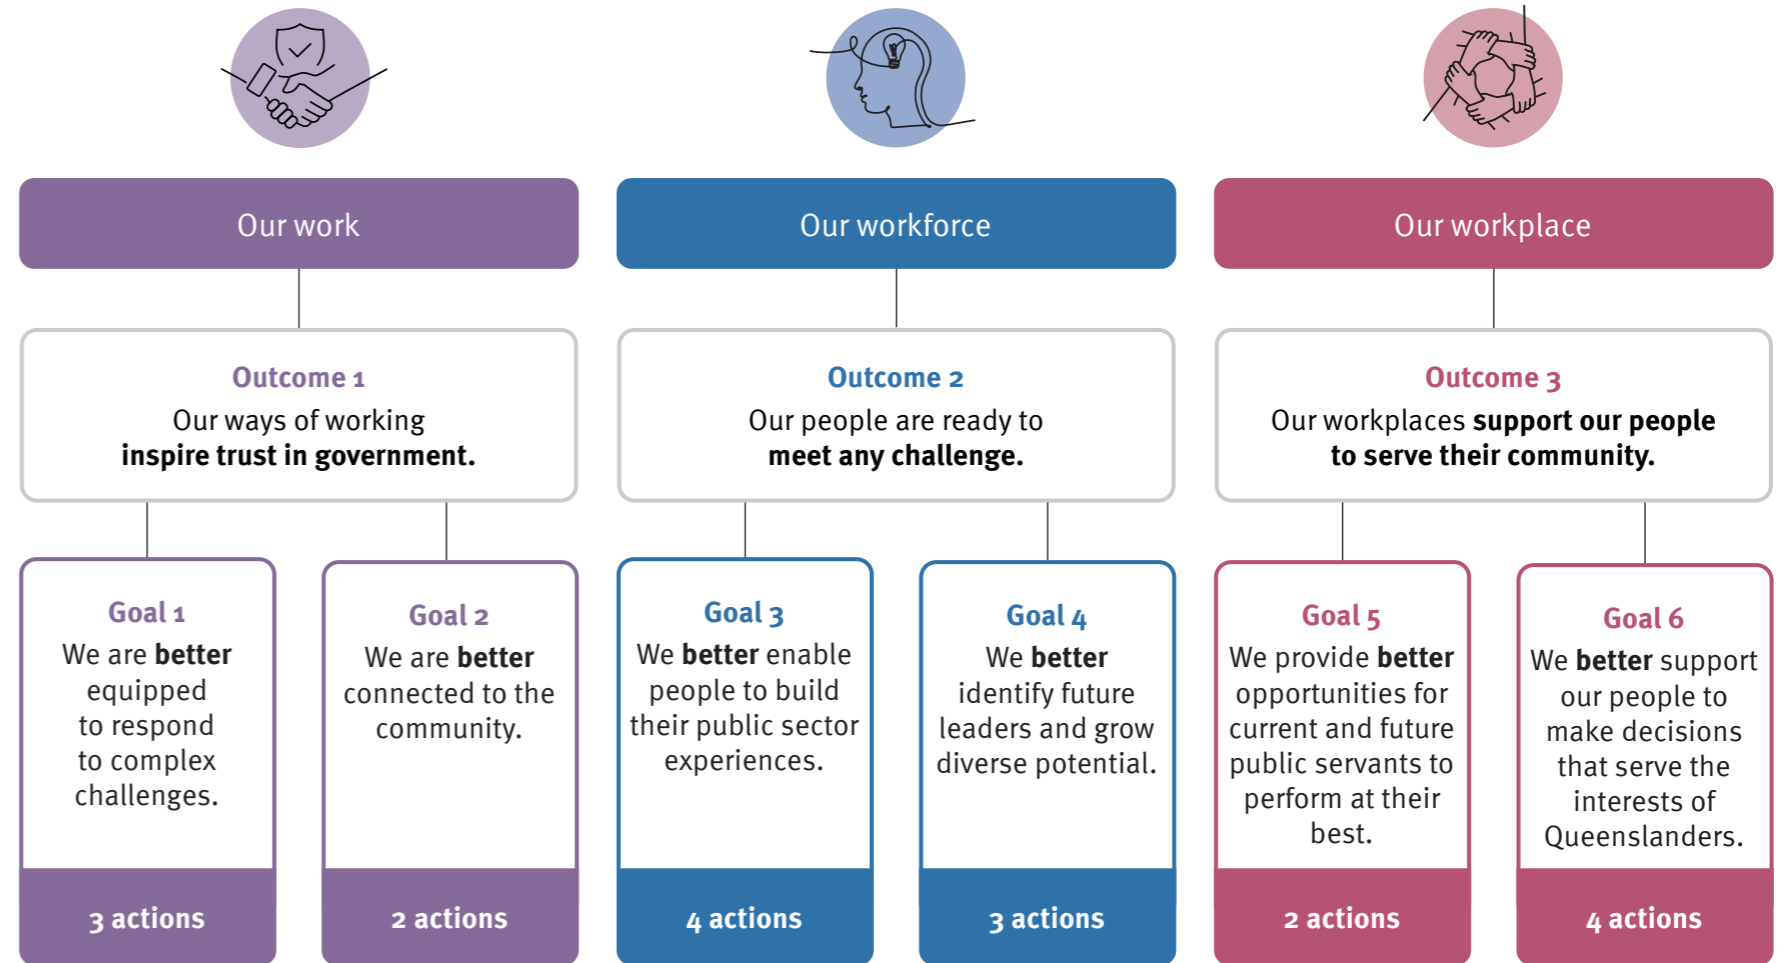 Our work
Outcome 1
Our ways of working
inspire trust in government.
Goal 1
We are better
equipped
to respond
to complex
challenges.
3 actions
Goal 2
We are better
connected to the
community.
2 actions
Our workforce
Outcome 2
Our people are ready to
meet any challenge.
Goal 3
We better enable
people to build
their public sector
experiences.
4 actions
Goal 4
We better
identify future
leaders and grow
diverse potential.
3 actions
Our workplace
Outcome 3
Our workplaces support our people
to serve their community.
Goal 5
We provide better
opportunities for
current and future
public servants to
perform at their
best.
2 actions
Goal 6
We better support
our people to
make decisions
that serve the
interests of
Queenslanders.
4 actions